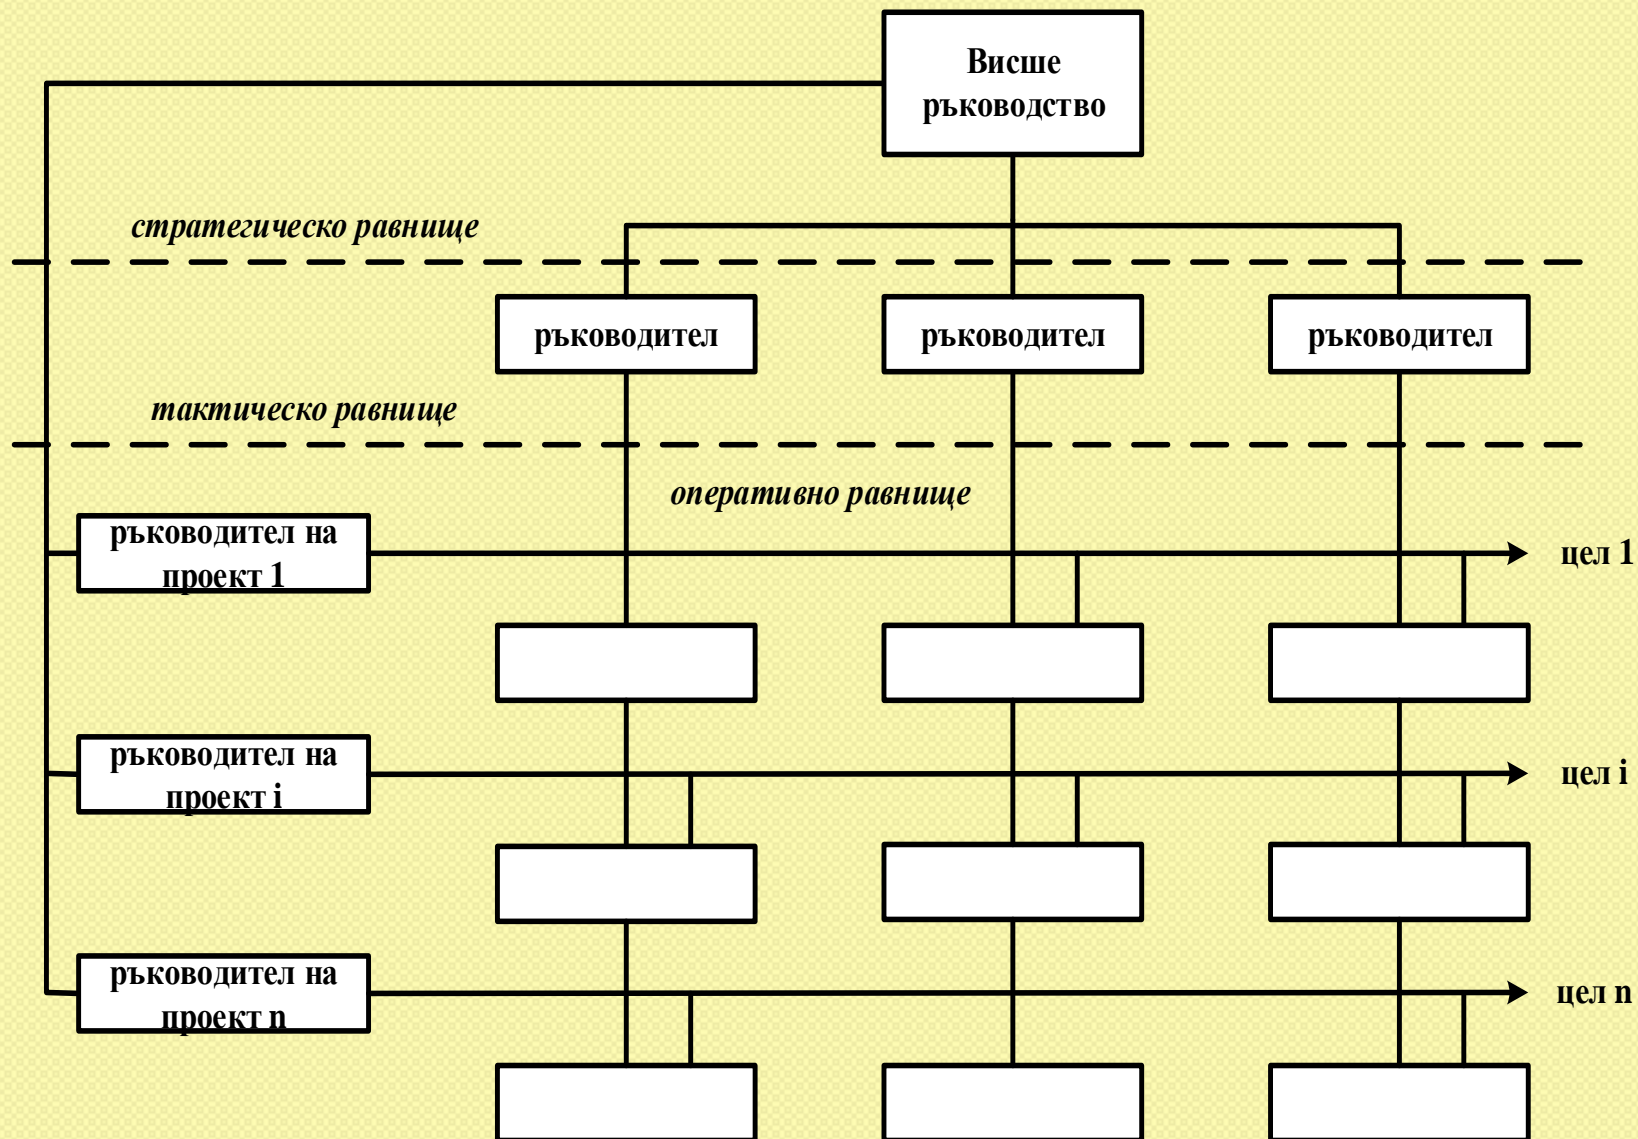 Висше
ръководство
стратегическо равнище
ръководител
ръководител
ръководител
тактическо равнище
оперативно равнище
ръководител на
проект 1
цел 1
ръководител на
проект i
цел i
ръководител на
проект n
цел n